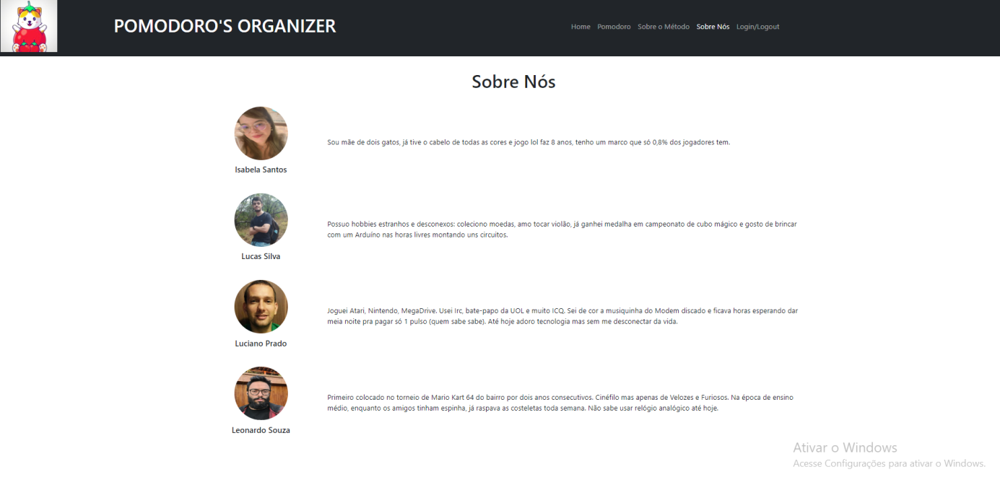 POMODORO'S ORGANIZER
Home Pomodoro Sobre o Método Sobre Nós Login/Logout
Sobre Nós
Sou mãe de dois gatos, já tive o cabelo de todas as cores e jogo lol faz 8 anos, tenho um marco que só 0,8% dos jogadores tem.
Isabela Santos
Possuo hobbies estranhos e desconexos: coleciono moedas, amo tocar violão, já ganhei medalha em campeonato de cubo mágico e gosto de brincar
com um Arduíno nas horas livres montando uns circuitos.
Lucas Silva
Joguei Atari, Nintendo, MegaDrive. Usei Irc, bate-papo da UOL e muito ICQ. Sei de cor a musiquinha do Modem discado e ficava horas esperando dar
meia noite pra pagar só 1 pulso (quem sabe sabe). Até hoje adoro tecnologia mas sem me desconectar da vida.
Luciano Prado
Primeiro colocado no torneio de Mario Kart 64 do bairro por dois anos consecutivos. Cinéfilo mas apenas de Velozes e Furiosos. Na época de ensino
médio, enquanto os amigos tinham espinha, já raspava as costeletas toda semana. Não sabe usar relógio analógico até hoje.
Leonardo Souza
Ativar o Windows
Acesse Configurações para ativar o Windows.